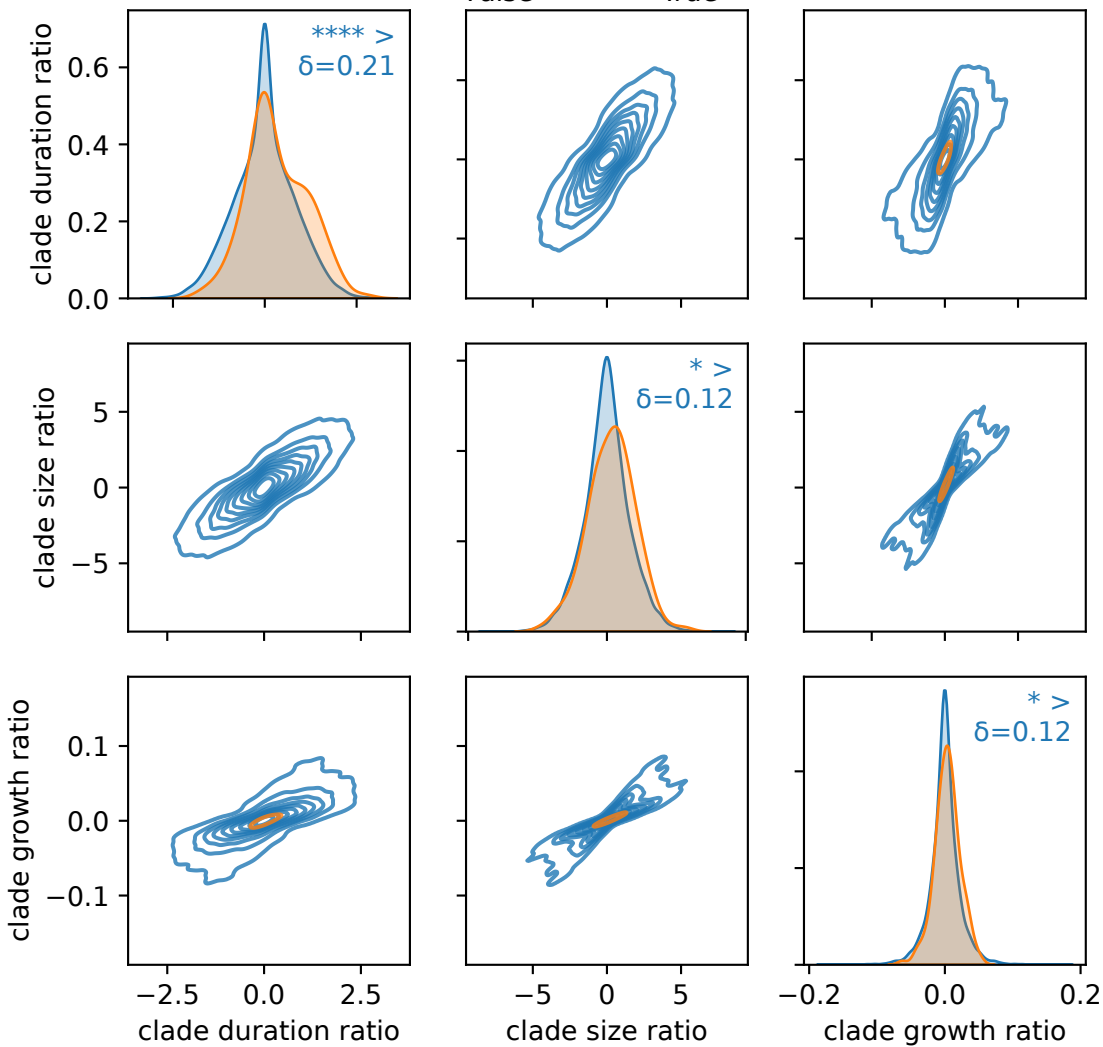 clade duration ratio
0.6
0.4
0.2
0.0
**** >
δ=0.21
clade size ratio
5
0
−5
* >
δ=0.12
clade growth ratio
0.1
0.0
−0.1
* >
δ=0.12
−2.5 0.0 2.5
−5 0 5
−0.2 0.0 0.2
clade duration ratio
clade size ratio
clade growth ratio